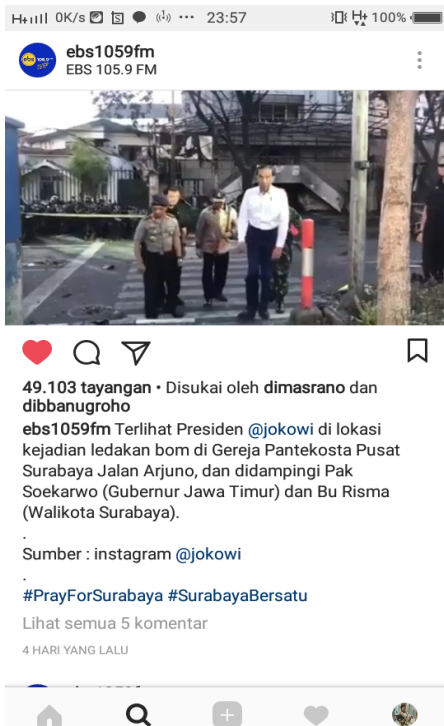 0K/s 23:57 100%
ebs1059fm
EBS 105.9 FM
49.103 tayangan • Disukai oleh dimasrano dan
dibbanugroho
ebs1059fm Terlihat Presiden @jokowi di lokasi
kejadian ledakan bom di Gereja Pantekosta Pusat
Surabaya Jalan Arjuno, dan didampingi Pak
Soekarwo (Gubernur Jawa Timur) dan Bu Risma
(Walikota Surabaya).
.
Sumber : instagram @jokowi
.
#PrayForSurabaya #SurabayaBersatu
Lihat semua 5 komentar
4 HARI YANG LALU